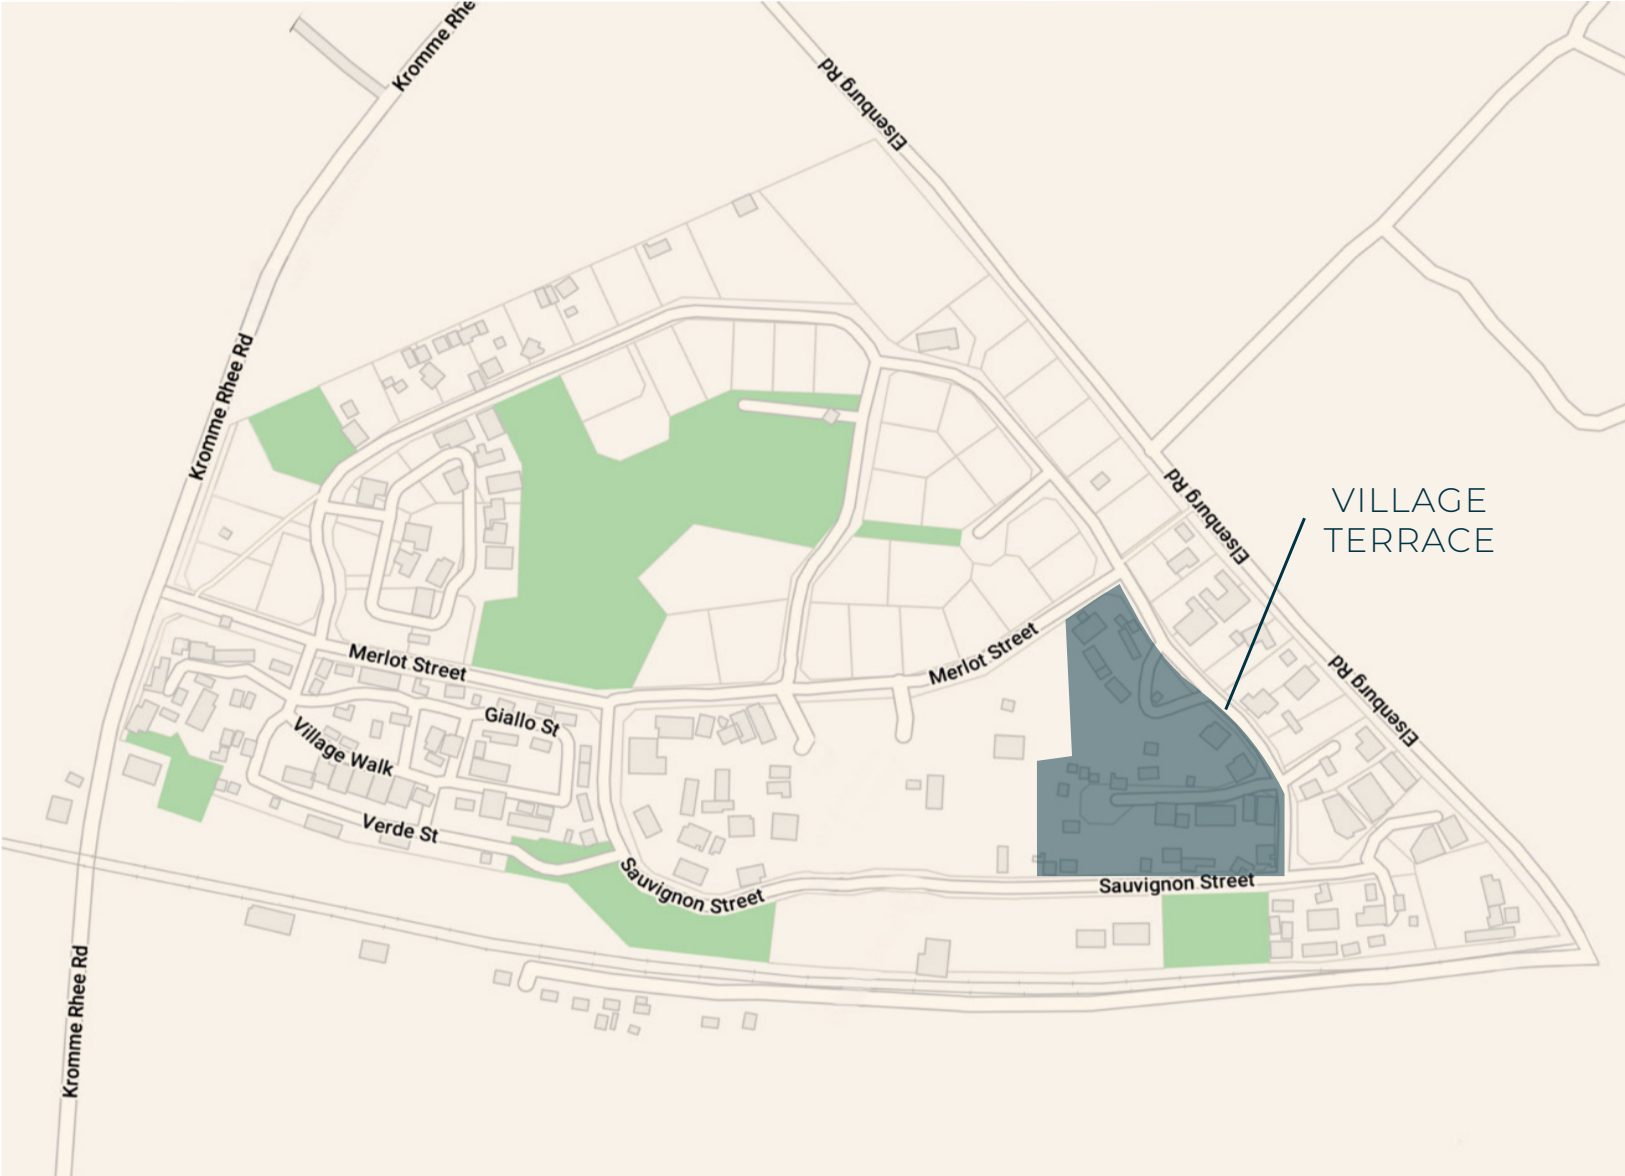 Kromme Rhe
Elsenburg Rd
Kromme Rhee Rd
Elsenburg Rd
VILLAGE
TERRACE
Merlot Street
Merlot Street
Elsenburg Rd
Giallo St
Village Walk
Verde St
Sauvignon Street
Sauvignon Street
Kromme Rhee Rd